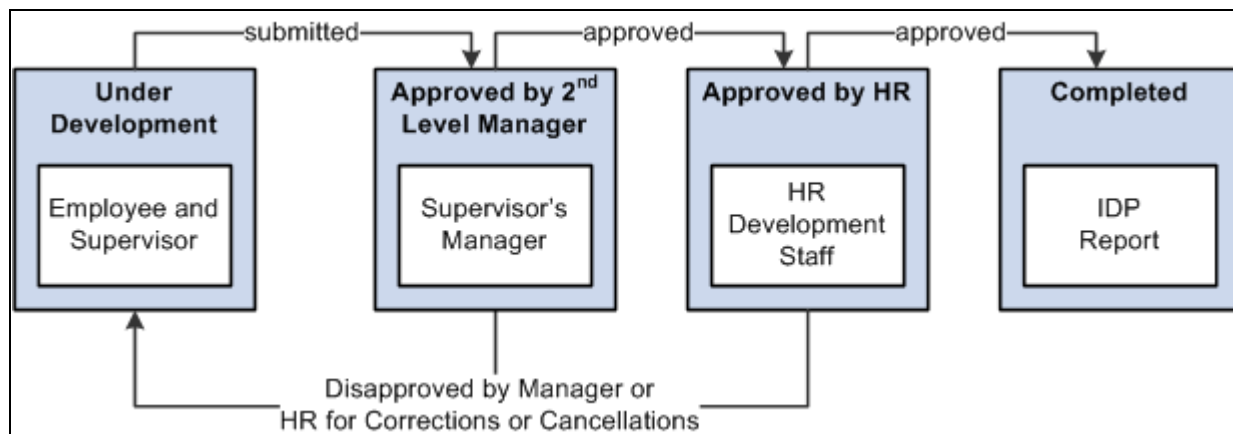 submitted
approved
approved
Under
Development
Approved by 2nd
Level Manager
Approved by HR
Completed
Employee and
Supervisor
Supervisor's
Manager
HR
Development
Staff
IDP
Report
Disapproved by Manager or
HR for Corrections or Cancellations